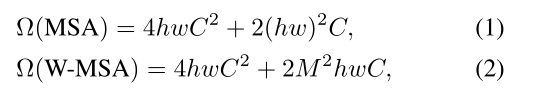 Ω(MSA) = 4hwC² + 2(hw)²C, (1)
Ω(W-MSA) = 4hwC² + 2M²hwC, (2)